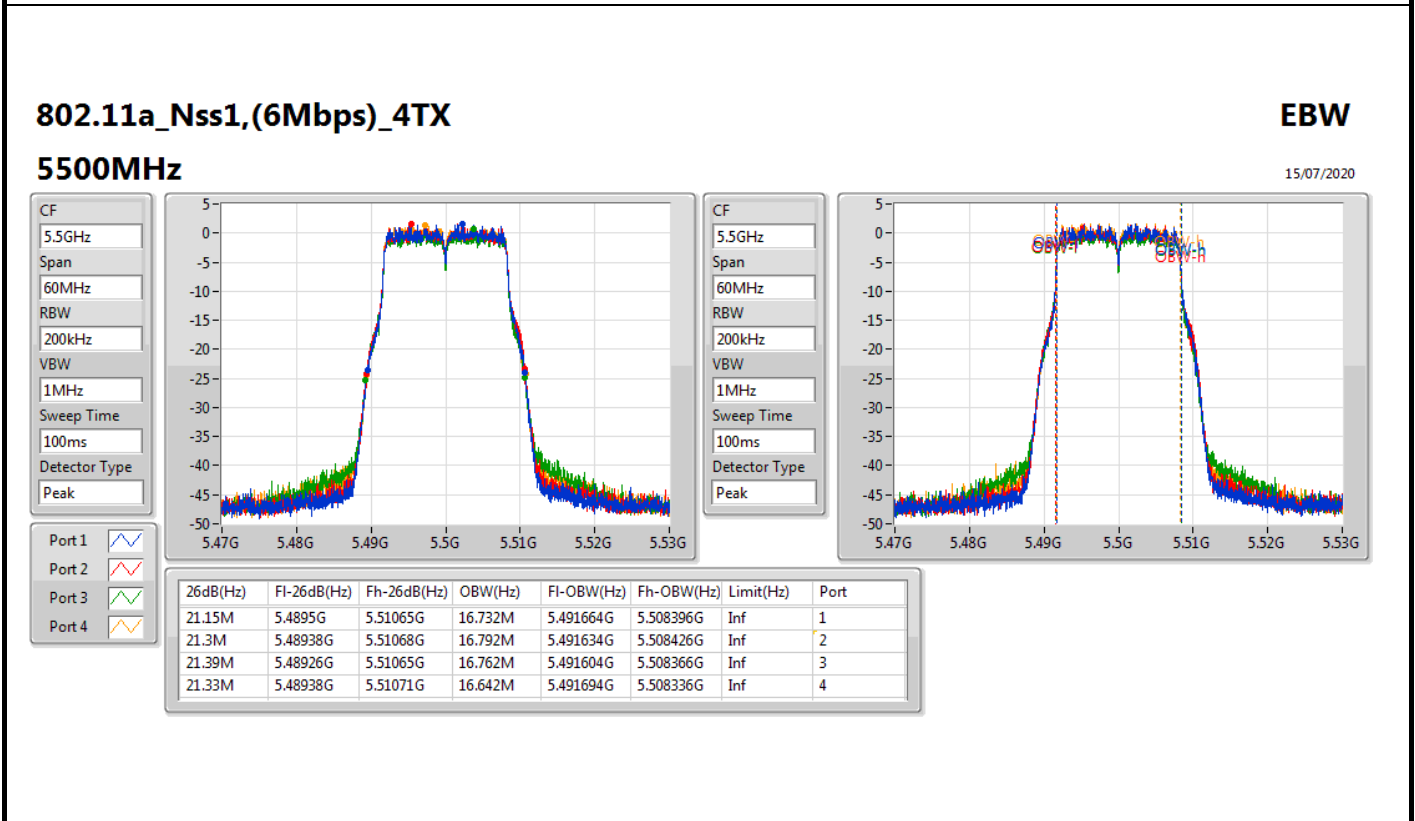 802.11a_Nss1,(6Mbps)_4TX
EBW
5500MHz
15/07/2020
CF
5.5GHz
Span
60MHz
RBW
200kHz
VBW
1MHz
Sweep Time
100ms
Detector Type
Peak
5
0
-5
-10
-15
-20
-25
-30
-35
-40
-45
-50
5.47G 5.48G 5.49G 5.5G 5.51G 5.52G 5.53G
CF
5.5GHz
Span
60MHz
RBW
200kHz
VBW
1MHz
Sweep Time
100ms
Detector Type
Peak
5
0
-5
-10
-15
-20
-25
-30
-35
-40
-45
-50
OBW-h
OBW-h
OBW-h
5.47G 5.48G 5.49G 5.5G 5.51G 5.52G 5.53G
Port 1
Port 2
Port 3
Port 4
26dB(Hz) Fl-26dB(Hz) Fh-26dB(Hz) OBW(Hz) Fl-OBW(Hz) Fh-OBW(Hz) Limit(Hz) Port
21.15M 5.4895G 5.51065G 16.732M 5.491664G 5.508396G Inf 1
21.3M 5.48938G 5.51068G 16.792M 5.491634G 5.508426G Inf 2
21.39M 5.48926G 5.51065G 16.762M 5.491604G 5.508366G Inf 3
21.33M 5.48938G 5.51071G 16.642M 5.491694G 5.508336G Inf 4